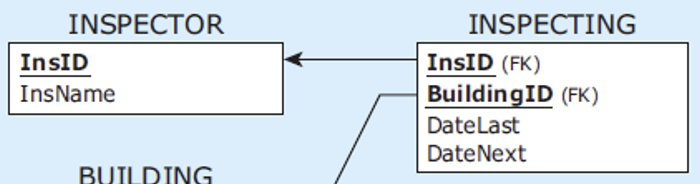 INSPECTOR
InsID
InsName
INSPECTING
InsID (FK)
BuildingID (FK)
DateLast
DateNext
BUILDING